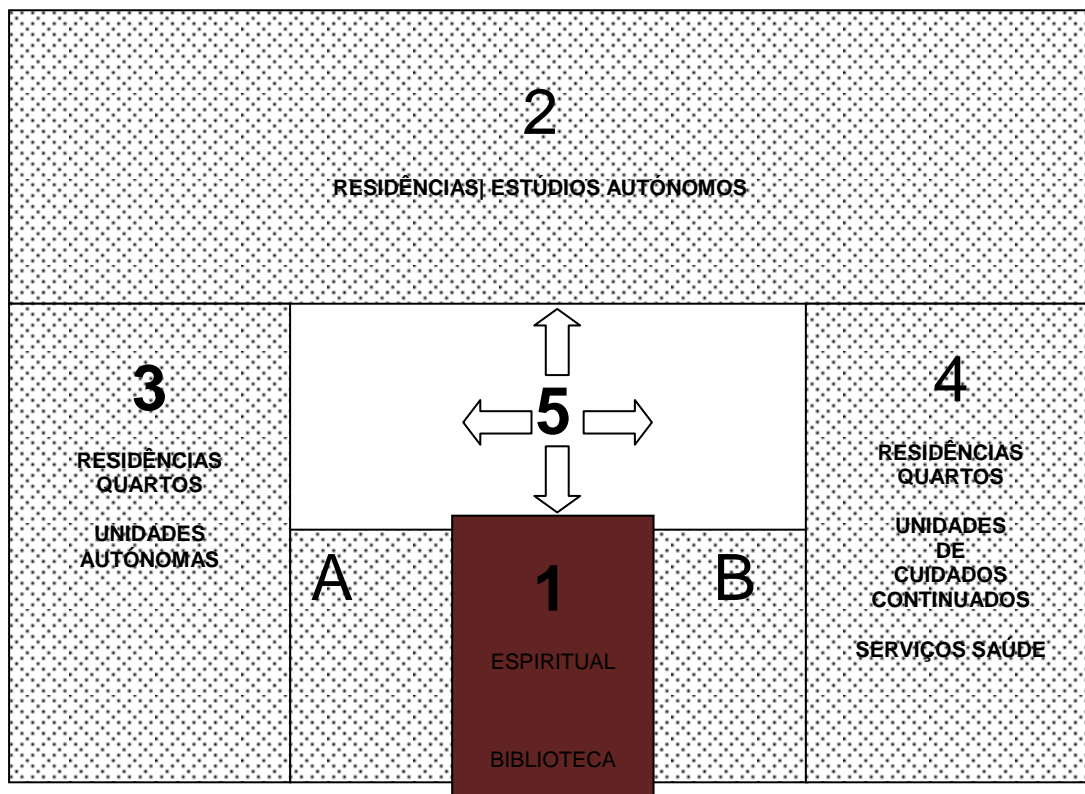 2
RESIDÊNCIAS| ESTÚDIOS AUTÓNOMOS
3
RESIDÊNCIAS
QUARTOS
UNIDADES
AUTÓNOMAS
5
4
RESIDÊNCIAS
QUARTOS
UNIDADES
DE
CUIDADOS
CONTINUADOS
SERVIÇOS SAÚDE
A
1
ESPIRITUAL
BIBLIOTECA
B